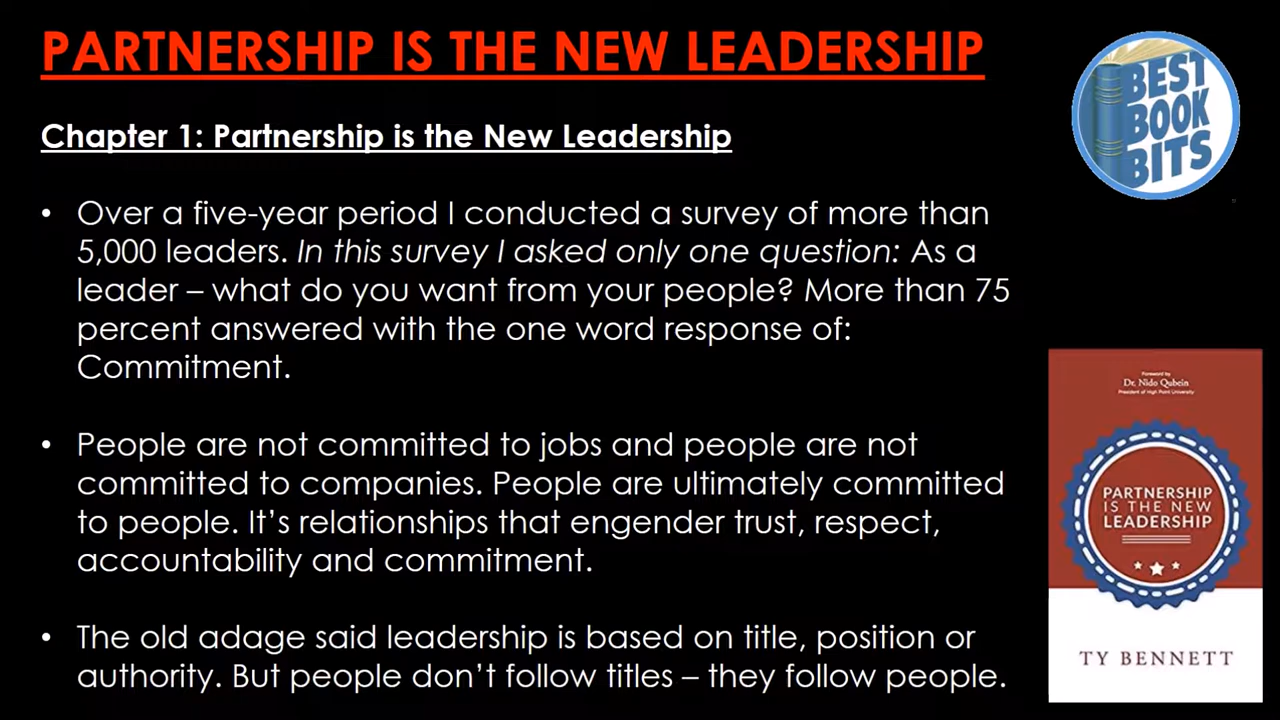 PARTNERSHIP IS THE NEW LEADERSHIP
Chapter 1: Partnership is the New Leadership
• Over a five-year period I conducted a survey of more than
5,000 leaders. In this survey I asked only one question: As a
leader – what do you want from your people? More than 75
percent answered with the one word response of:
Commitment.
• People are not committed to jobs and people are not
committed to companies. People are ultimately committed
to people. It's relationships that engender trust, respect,
accountability and commitment.
• The old adage said leadership is based on title, position or
authority. But people don't follow titles – they follow people.
BEST
BOOK
BITS
Foreword by
Dr. Nido Qubein
President of High Point University
PARTNERSHIP
IS THE NEW
LEADERSHIP
TY BENNETT